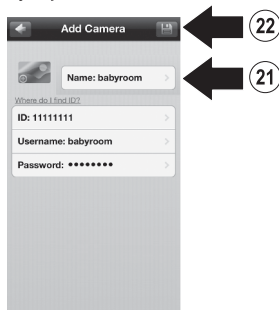 Add Camera
22
Name: babyroom
21
Where do I find ID?
ID: 11111111
Username: babyroom
Password: ••••••••